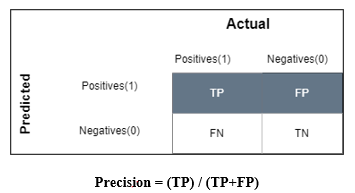 Actual
Positives(1) Negatives(0)
Predicted
Positives(1) TP FP
Negatives(0) FN TN
Precision = (TP) / (TP+FP)